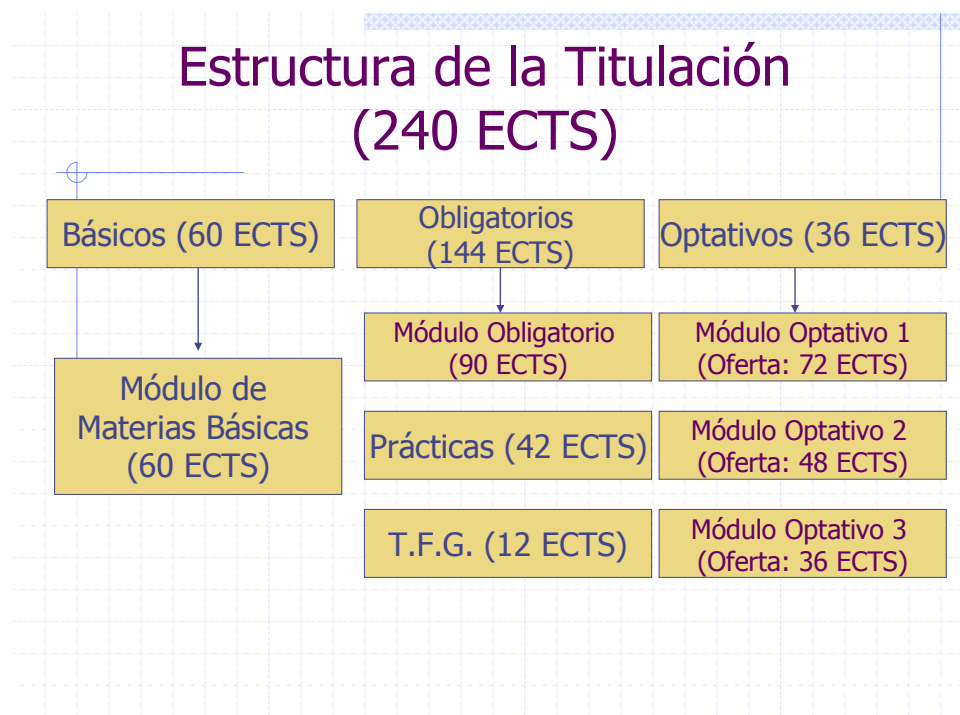 Estructura de la Titulación
(240 ECTS)
Básicos (60 ECTS)
Obligatorios
(144 ECTS)
Optativos (36 ECTS)
Módulo de
Materias Básicas
(60 ECTS)
Módulo Obligatorio
(90 ECTS)
Prácticas (42 ECTS)
T.F.G. (12 ECTS)
Módulo Optativo 1
(Oferta: 72 ECTS)
Módulo Optativo 2
(Oferta: 48 ECTS)
Módulo Optativo 3
(Oferta: 36 ECTS)